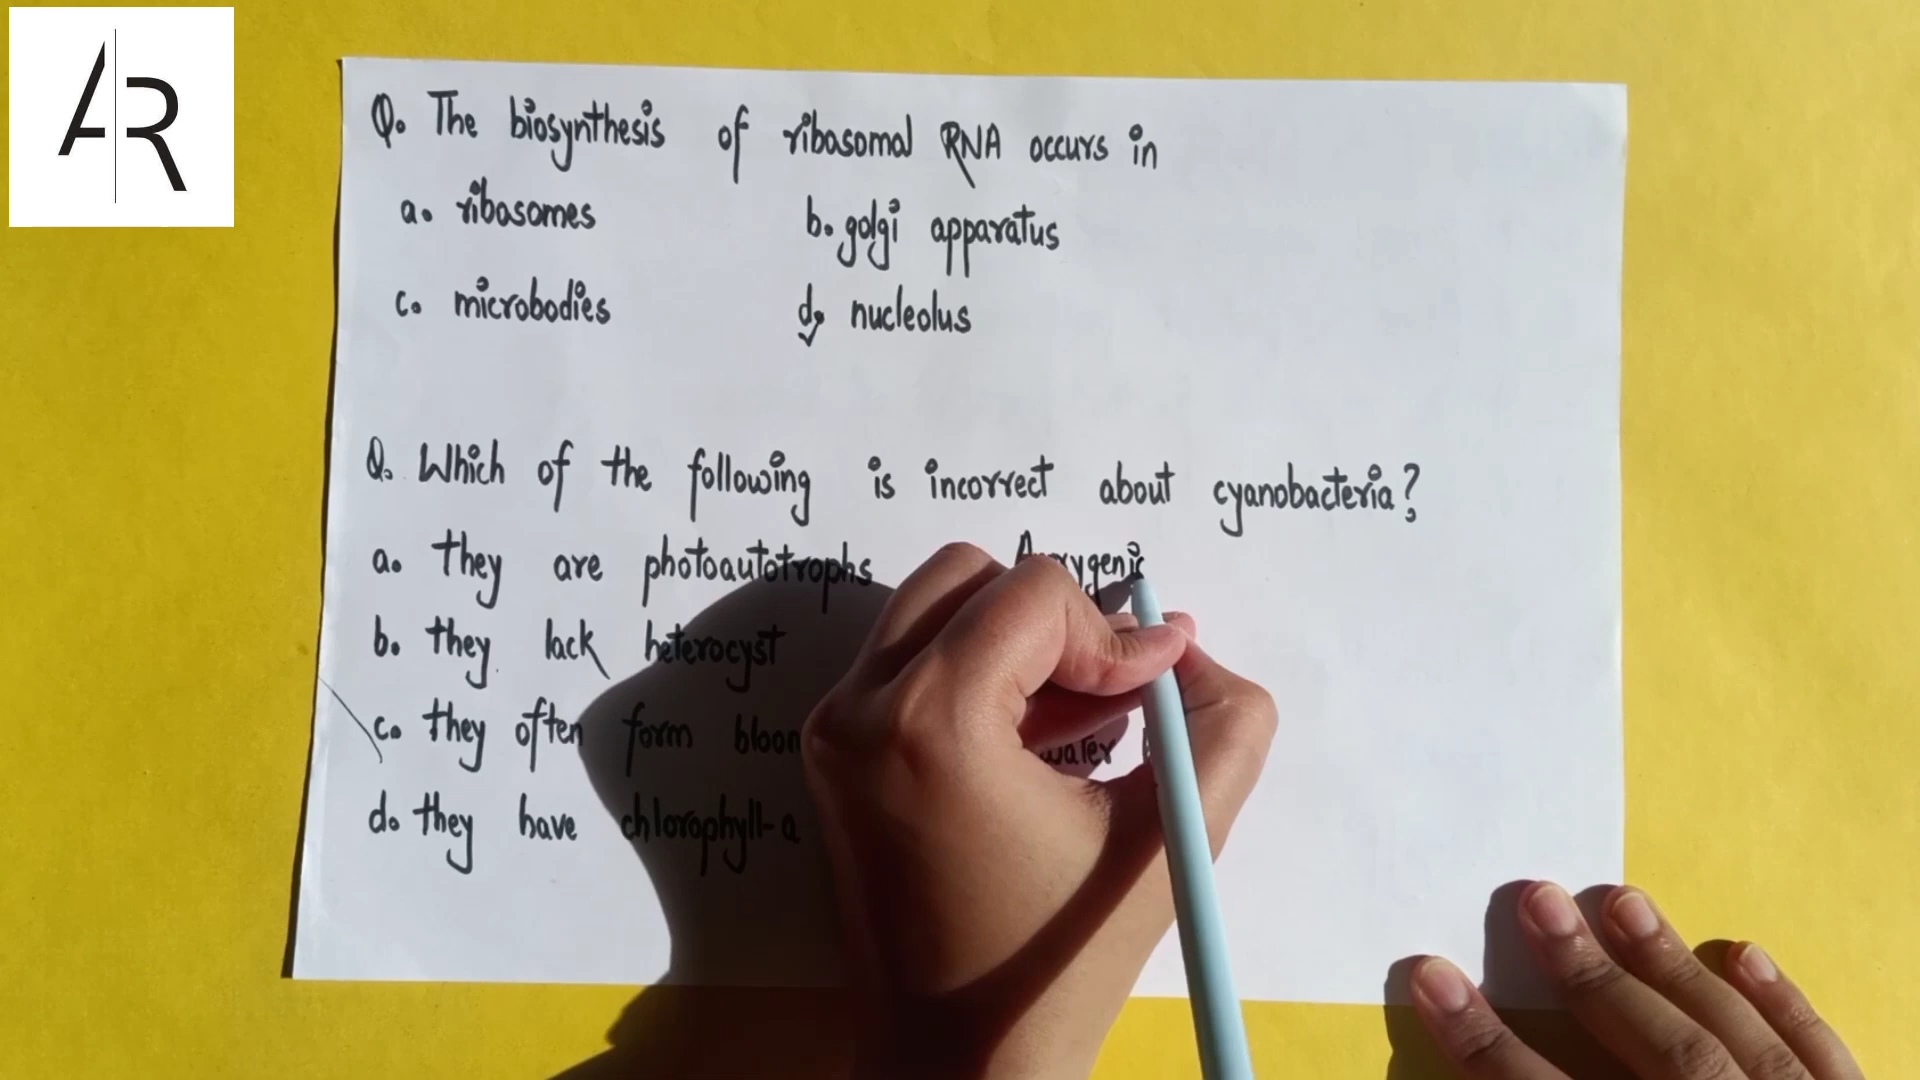 AR
Q. The biosynthesis of ribosomal RNA occurs in
a. ribosomes b. golgi apparatus
c. microbodies d. nucleolus
Q. Which of the following is incorrect about cyanobacteria?
a. they are photoautotrophs
b. they lack heterocyst
c. they often form water
d. they have chlorophyll-a